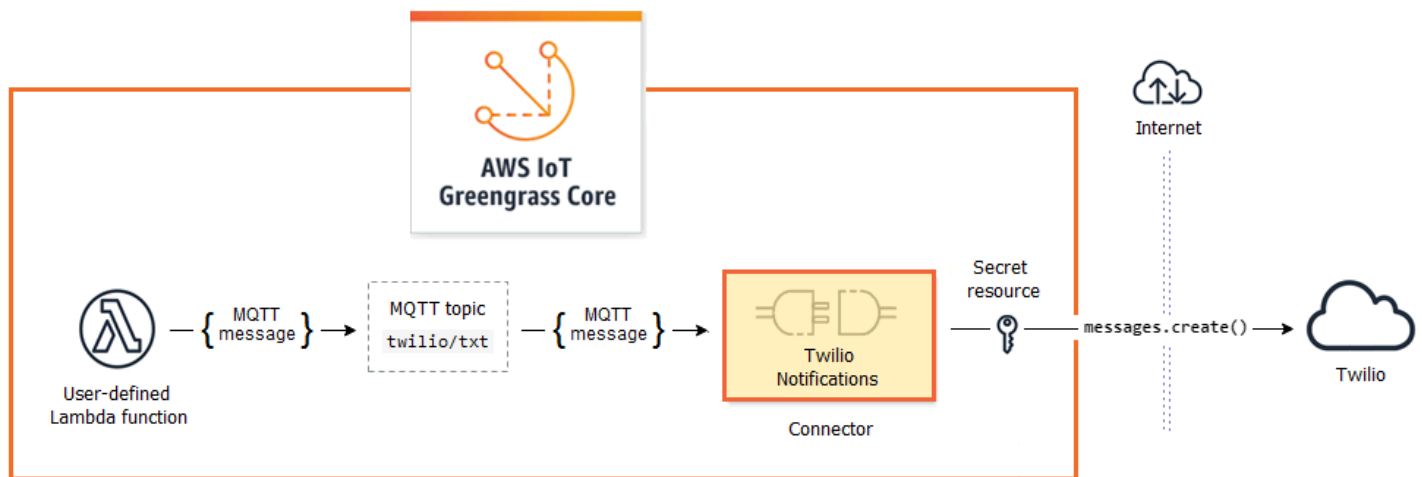 AWS IoT
Greengrass Core
Internet
Secret
resource
MQTT
message
MQTT topic
twilio/txt
MQTT
message
messages.create()
Twilio
Notifications
Twilio
User-defined
Lambda function
Connector